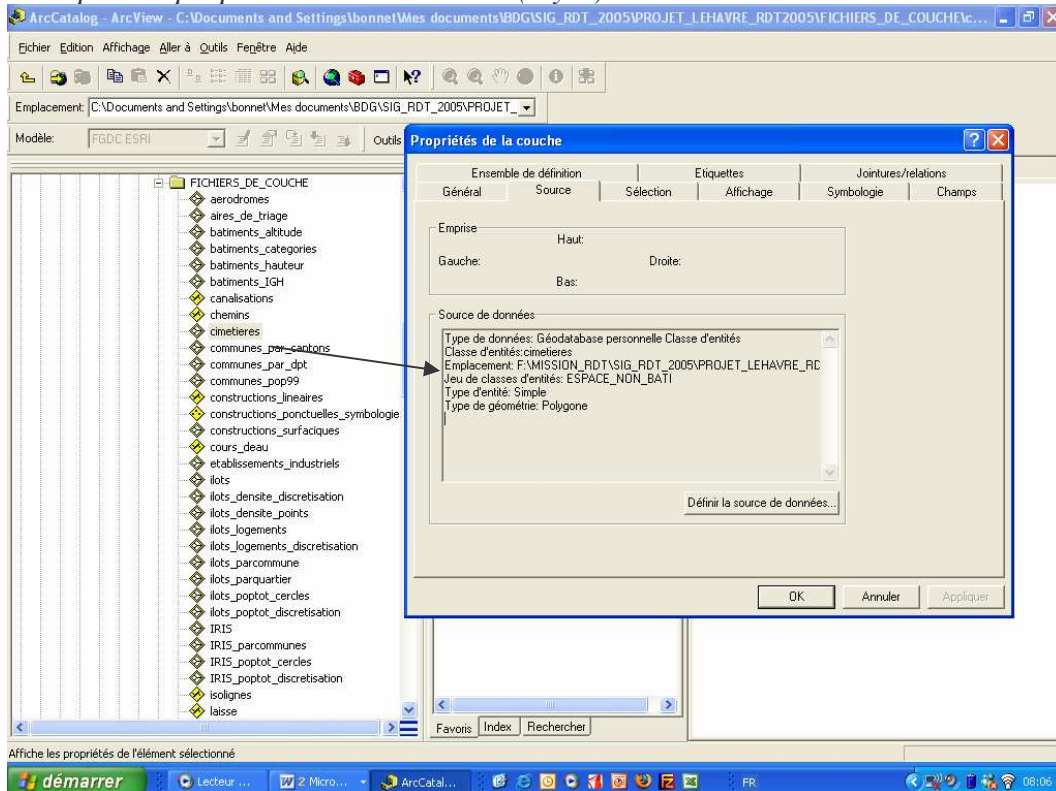 ArcCatalog - ArcView - C:\Documents and Settings\bonnet\Mes documents\BDG\SIG_RDT_2005\PROJET_LEHAVRE_RDT2005\FICHIERS_DE_COUCHE\c...
Fichier Edition Affichage Aller à Outils Fenêtre Aide
Emplacement: C:\Documents and Settings\bonnet\Mes documents\BDG\SIG_RDT_2005\PROJET_
Modèle: FGDC ESRI Outils
FICHIERS_DE_COUCHE
aerodromes
aires_de_triage
batiments_altitude
batiments_categories
batiments_hauteur
batiments_IGH
canalisations
chemins
cimetieres
communes_par_cantons
communes_par_dpt
communes_pop99
constructions_lineaires
constructions_ponctuelles_symbologie
constructions_surfaciques
cours_deau
etablissements_industriels
ilots
ilots_densite_discretisation
ilots_densite_points
ilots_logements
ilots_logements_discretisation
ilots_parcommune
ilots_parquartier
ilots_poptot_cercles
ilots_poptot_discretisation
IRIS
IRIS_parcommunes
IRIS_poptot_cercles
IRIS_poptot_discretisation
isolignes
laisse
Propriétés de la couche
Ensemble de définition Etiquettes Jointures/relations
Général Source Sélection Affichage Symbologie Champs
Emprise
Haut:
Gauche: Droite:
Bas:
Source de données
Type de données: Géodatabase personnelle Classe d'entités
Classe d'entités:cimetieres
Emplacement: F:\MISSION_RDT\SIG_RDT_2005\PROJET_LEHAVRE_RD
Jeu de classes d'entités: ESPACE_NON_BATI
Type d'entité: Simple
Type de géométrie: Polygone
Définir la source de données...
OK Annuler Appliquer
Favoris Index Rechercher
Affiche les propriétés de l'élément sélectionné
démarrer Lecteur ... 2 Micro... ArcCatal... FR 08:06